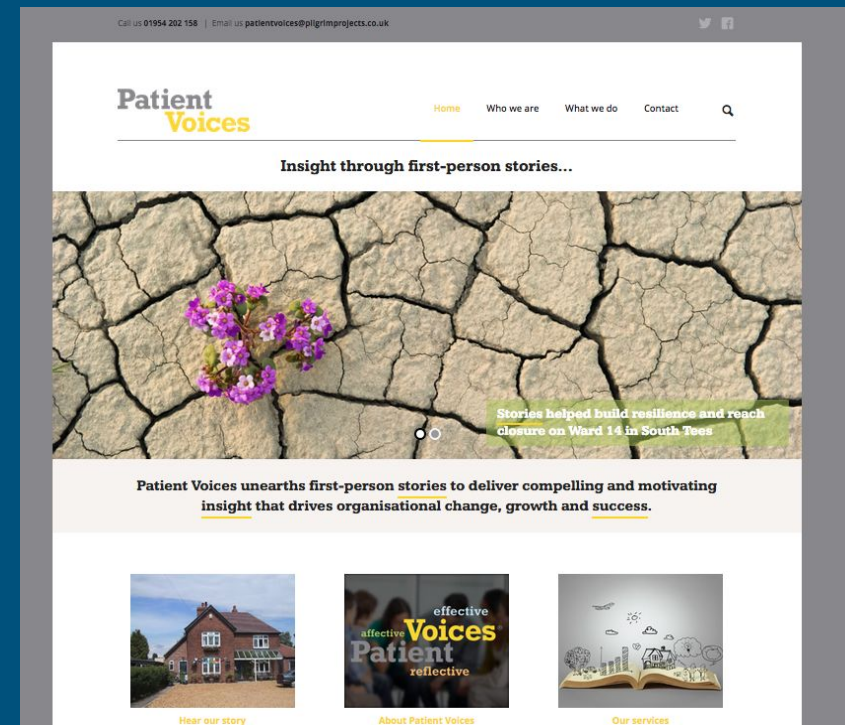 Call us 01954 202 158 | Email us patientvoices@pilgrimprojects.co.uk
Patient
Voices
Home Who we are What we do Contact
Insight through first-person stories...
Stories helped build resilience and reach
closure on Ward 14 in South Tees
Patient Voices unearths first-person stories to deliver compelling and motivating
insight that drives organisational change, growth and success.
effective
affective Voices
Patient
reflective
Hear our story About Patient Voices Our services